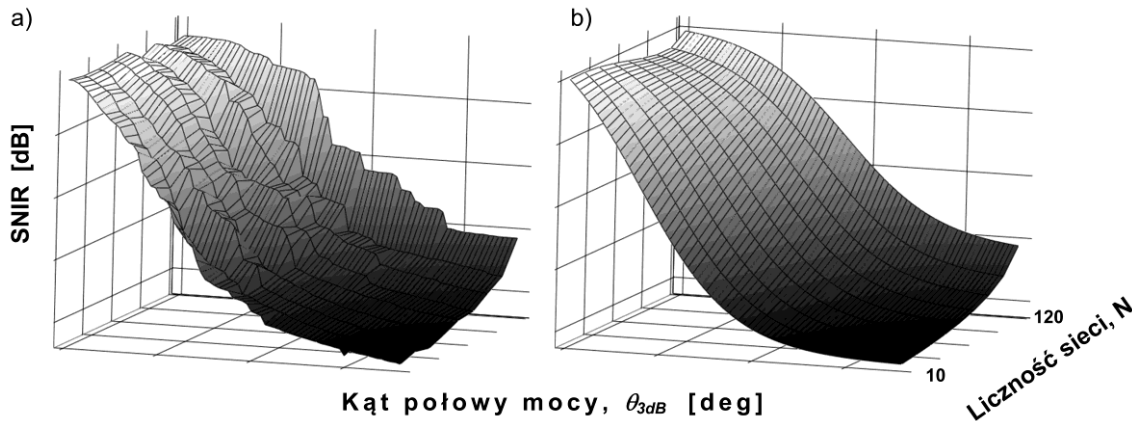 a)
b)
SNIR [dB]
120
10
Liczność sieci, N
Kąt połowy mocy, θ3dB [deg]